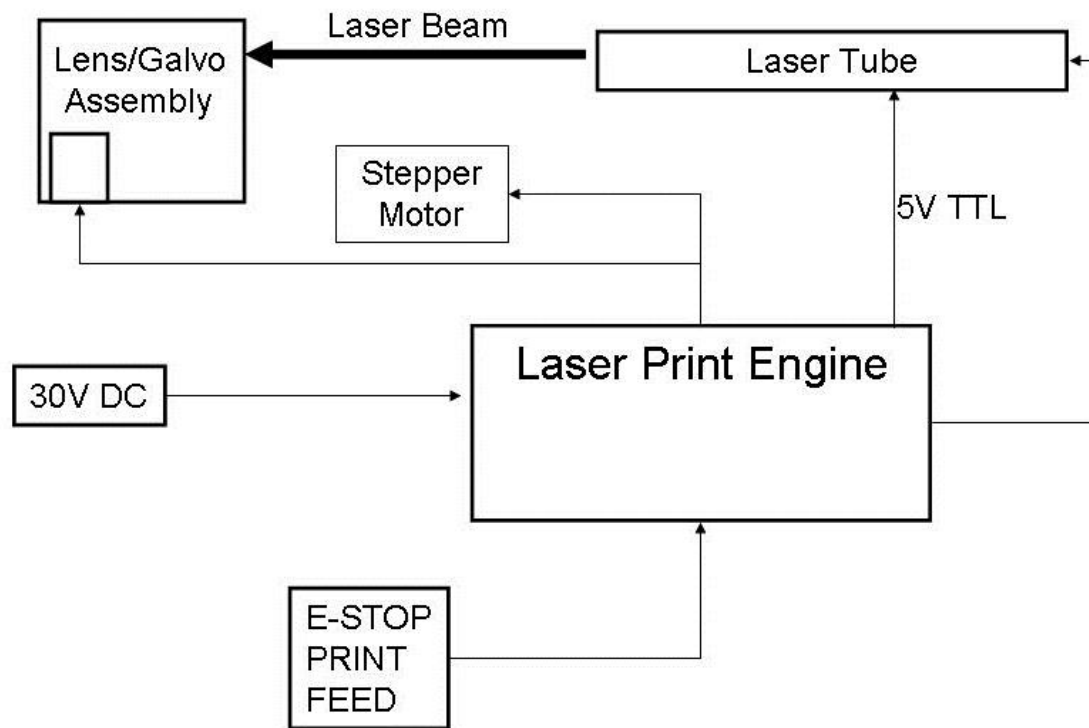 Laser Beam
Laser Tube
Lens/Galvo
Assembly
Stepper
Motor
5V TTL
Laser Print Engine
30V DC
E-STOP
PRINT
FEED